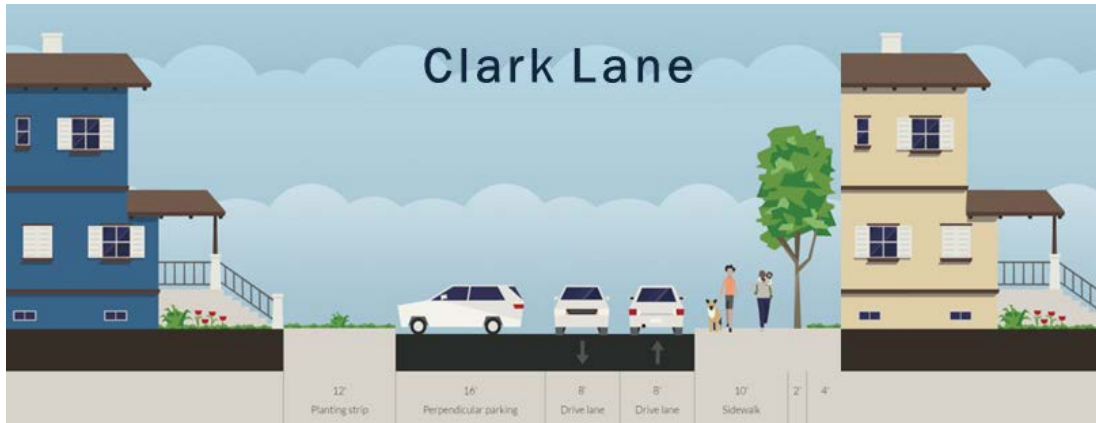 Clark Lane
12' 16' 8' 8' 10' 2' 4'
Planting strip Perpendicular parking Drive lane Drive lane Sidewalk